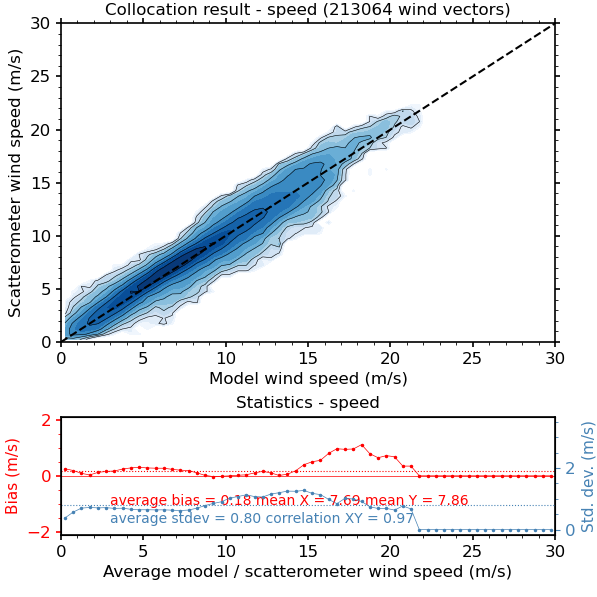 Collocation result - speed (213064 wind vectors)
30
25
20
15
10
5
0
Scatterometer wind speed (m/s)
0 5 10 15 20 25 30
Model wind speed (m/s)
Statistics - speed
2
0
−2
Bias (m/s)
average bias = 0.18 mean X = 7.69 mean Y = 7.86
average stdev = 0.80 correlation XY = 0.97
2
0
Std. dev. (m/s)
0 5 10 15 20 25 30
Average model / scatterometer wind speed (m/s)